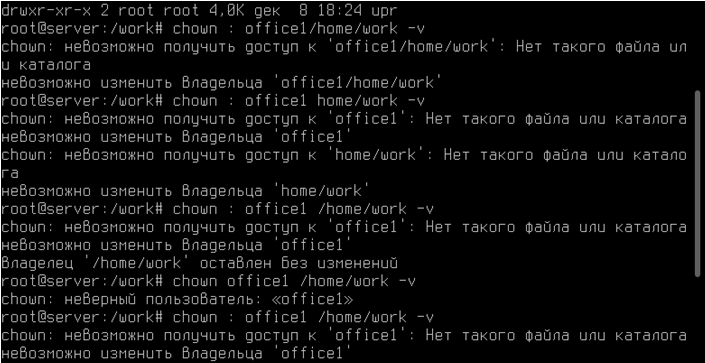 drwxr-xr-x 2 root root 4,0K дек  8 18:24 upr
root@server:/work# chown : office1/home/work -v
chown: невозможно получить доступ к 'office1/home/work': Нет такого файла ил
и каталога
невозможно изменить владельца 'office1/home/work'
root@server:/work# chown : office1 home/work -v
chown: невозможно получить доступ к 'office1': Нет такого файла или каталога
невозможно изменить владельца 'office1'
chown: невозможно получить доступ к 'home/work': Нет такого файла или катало
га
невозможно изменить владельца 'home/work'
root@server:/work# chown : office1 /home/work -v
chown: невозможно получить доступ к 'office1': Нет такого файла или каталога
невозможно изменить владельца 'office1'
владелец '/home/work' оставлен без изменений
root@server:/work# chown office1 /home/work -v
chown: неверный пользователь: «office1»
root@server:/work# chown : office1 /home/work -v
chown: невозможно получить доступ к 'office1': Нет такого файла или каталога
невозможно изменить владельца 'office1'